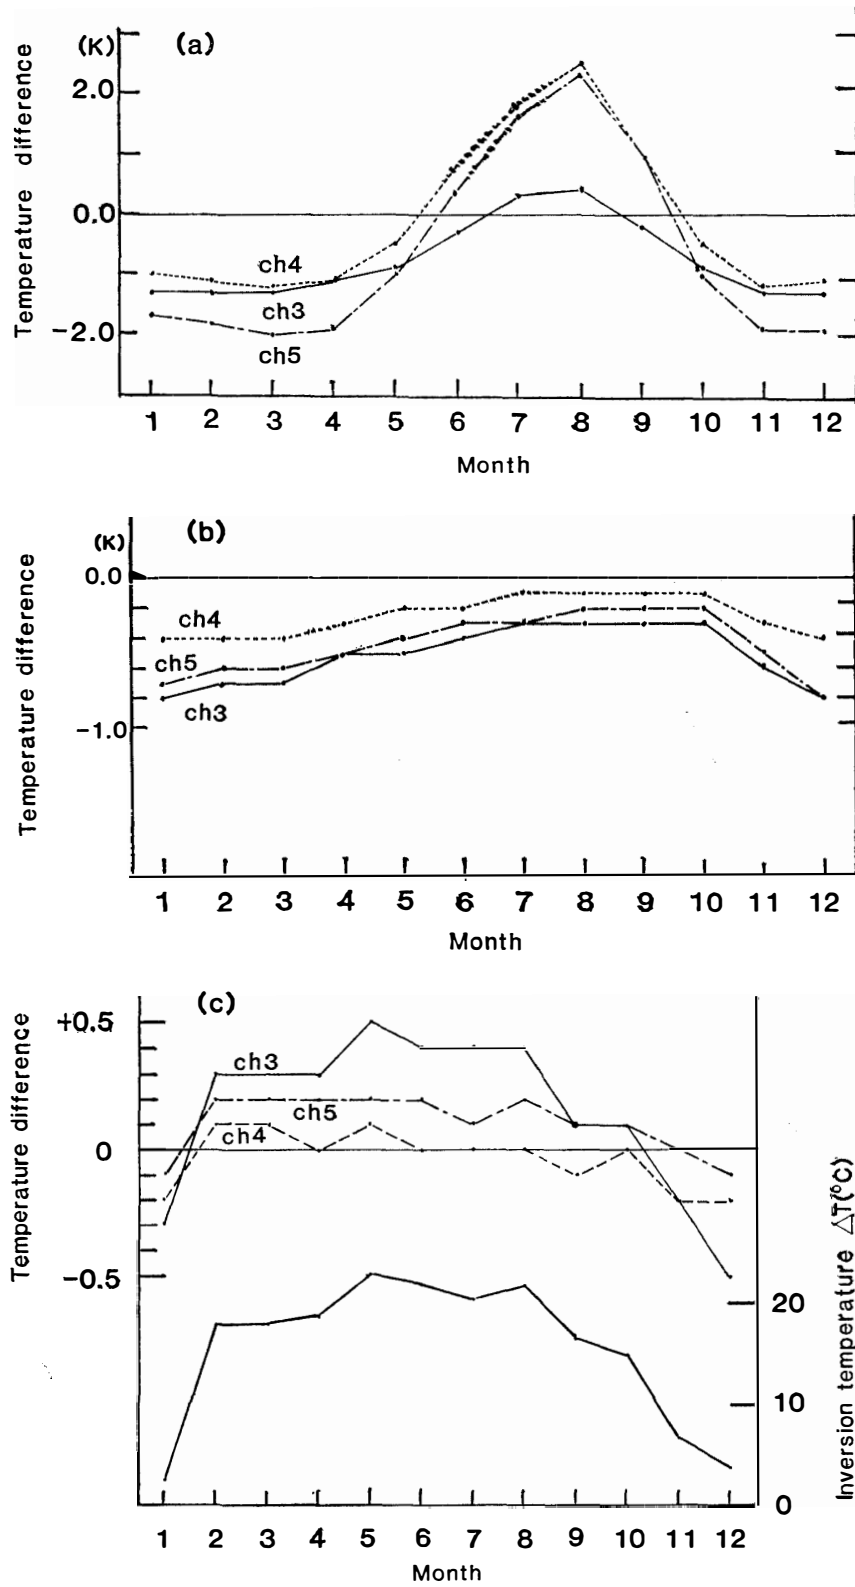 (K) (a)
Temperature difference
2.0
0.0
-2.0
ch4
ch3
ch5
1 2 3 4 5 6 7 8 9 10 11 12
Month
(K) (b)
Temperature difference
0.0
-1.0
ch4
ch5
ch3
1 2 3 4 5 6 7 8 9 10 11 12
Month
(c)
Temperature difference
+0.5
0
-0.5
ch3
ch5
ch4
20
10
0
Inversion temperature △T(°C)
1 2 3 4 5 6 7 8 9 10 11 12
Month